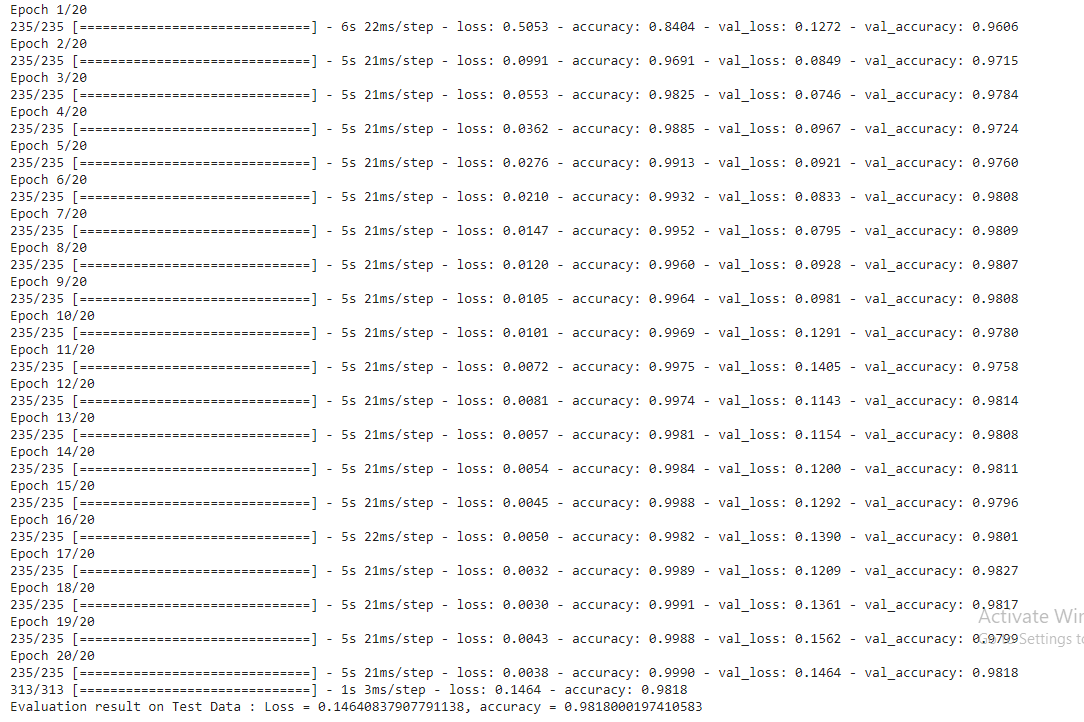 Epoch 1/20
235/235 [==============================] - 6s 22ms/step - loss: 0.5053 - accuracy: 0.8404 - val_loss: 0.1272 - val_accuracy: 0.9606
Epoch 2/20
235/235 [==============================] - 5s 21ms/step - loss: 0.0991 - accuracy: 0.9691 - val_loss: 0.0849 - val_accuracy: 0.9715
Epoch 3/20
235/235 [==============================] - 5s 21ms/step - loss: 0.0553 - accuracy: 0.9825 - val_loss: 0.0746 - val_accuracy: 0.9784
Epoch 4/20
235/235 [==============================] - 5s 21ms/step - loss: 0.0362 - accuracy: 0.9885 - val_loss: 0.0967 - val_accuracy: 0.9724
Epoch 5/20
235/235 [==============================] - 5s 21ms/step - loss: 0.0276 - accuracy: 0.9913 - val_loss: 0.0921 - val_accuracy: 0.9760
Epoch 6/20
235/235 [==============================] - 5s 21ms/step - loss: 0.0210 - accuracy: 0.9932 - val_loss: 0.0833 - val_accuracy: 0.9808
Epoch 7/20
235/235 [==============================] - 5s 21ms/step - loss: 0.0147 - accuracy: 0.9952 - val_loss: 0.0795 - val_accuracy: 0.9809
Epoch 8/20
235/235 [==============================] - 5s 21ms/step - loss: 0.0120 - accuracy: 0.9960 - val_loss: 0.0928 - val_accuracy: 0.9807
Epoch 9/20
235/235 [==============================] - 5s 21ms/step - loss: 0.0105 - accuracy: 0.9964 - val_loss: 0.0981 - val_accuracy: 0.9808
Epoch 10/20
235/235 [==============================] - 5s 21ms/step - loss: 0.0101 - accuracy: 0.9969 - val_loss: 0.1291 - val_accuracy: 0.9780
Epoch 11/20
235/235 [==============================] - 5s 21ms/step - loss: 0.0072 - accuracy: 0.9975 - val_loss: 0.1405 - val_accuracy: 0.9758
Epoch 12/20
235/235 [==============================] - 5s 21ms/step - loss: 0.0081 - accuracy: 0.9974 - val_loss: 0.1143 - val_accuracy: 0.9814
Epoch 13/20
235/235 [==============================] - 5s 21ms/step - loss: 0.0057 - accuracy: 0.9981 - val_loss: 0.1154 - val_accuracy: 0.9808
Epoch 14/20
235/235 [==============================] - 5s 21ms/step - loss: 0.0054 - accuracy: 0.9984 - val_loss: 0.1200 - val_accuracy: 0.9811
Epoch 15/20
235/235 [==============================] - 5s 21ms/step - loss: 0.0045 - accuracy: 0.9988 - val_loss: 0.1292 - val_accuracy: 0.9796
Epoch 16/20
235/235 [==============================] - 5s 22ms/step - loss: 0.0050 - accuracy: 0.9982 - val_loss: 0.1390 - val_accuracy: 0.9801
Epoch 17/20
235/235 [==============================] - 5s 21ms/step - loss: 0.0032 - accuracy: 0.9989 - val_loss: 0.1209 - val_accuracy: 0.9827
Epoch 18/20
235/235 [==============================] - 5s 21ms/step - loss: 0.0030 - accuracy: 0.9991 - val_loss: 0.1361 - val_accuracy: 0.9817
Activate Wir
Epoch 19/20
235/235 [==============================] - 5s 21ms/step - loss: 0.0043 - accuracy: 0.9988 - val_loss: 0.1562 - val_accuracy: 0.9799
Settings to
Epoch 20/20
235/235 [==============================] - 5s 21ms/step - loss: 0.0038 - accuracy: 0.9990 - val_loss: 0.1464 - val_accuracy: 0.9818
313/313 [==============================] - 1s 3ms/step - loss: 0.1464 - accuracy: 0.9818
Evaluation result on Test Data : Loss = 0.14640837907791138, accuracy = 0.9818000197410583